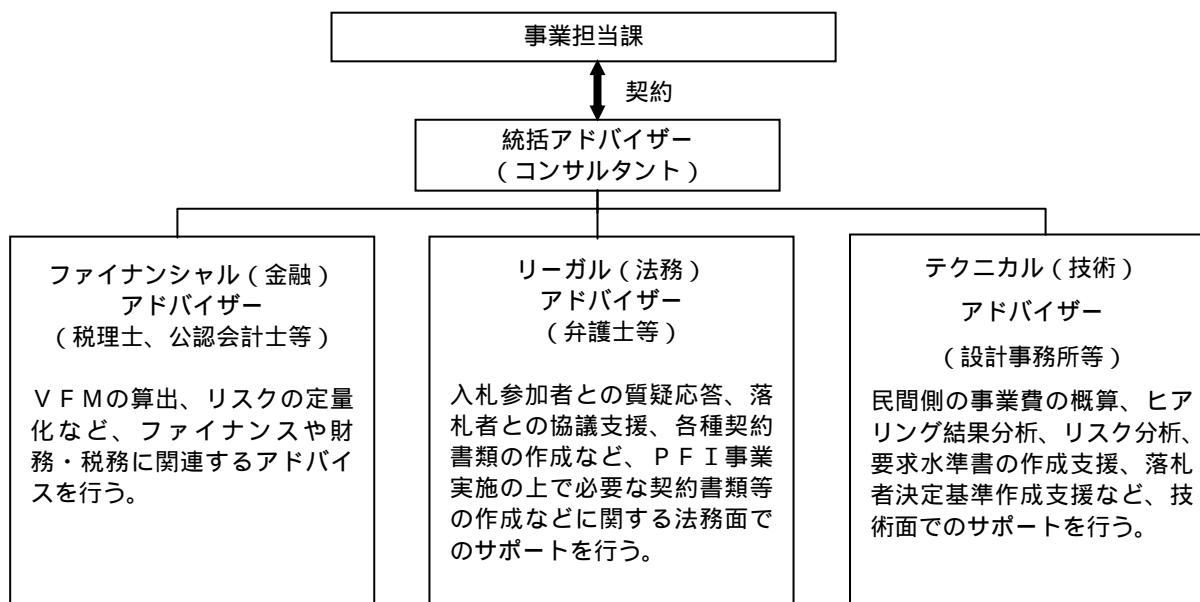 事業担当課
契約
統括アドバイザー
(コンサルタント)
ファイナンシャル(金融)
アドバイザー
(税理士、公認会計士等)
VFMの算出、リスクの定量
化など、ファイナンスや財
務・税務に関連するアドバイ
スを行う。
リーガル(法務)
アドバイザー
(弁護士等)
入札参加者との質疑応答、落
札者との協議支援、各種契約
書類の作成など、PFI事業
実施の上で必要な契約書類等
の作成などに関する法務面で
のサポートを行う。
テクニカル(技術)
アドバイザー
(設計事務所等)
民間側の事業費の概算、ヒア
リング結果分析、リスク分析、
要求水準書の作成支援、落札
者決定基準作成支援など、技
術面でのサポートを行う。